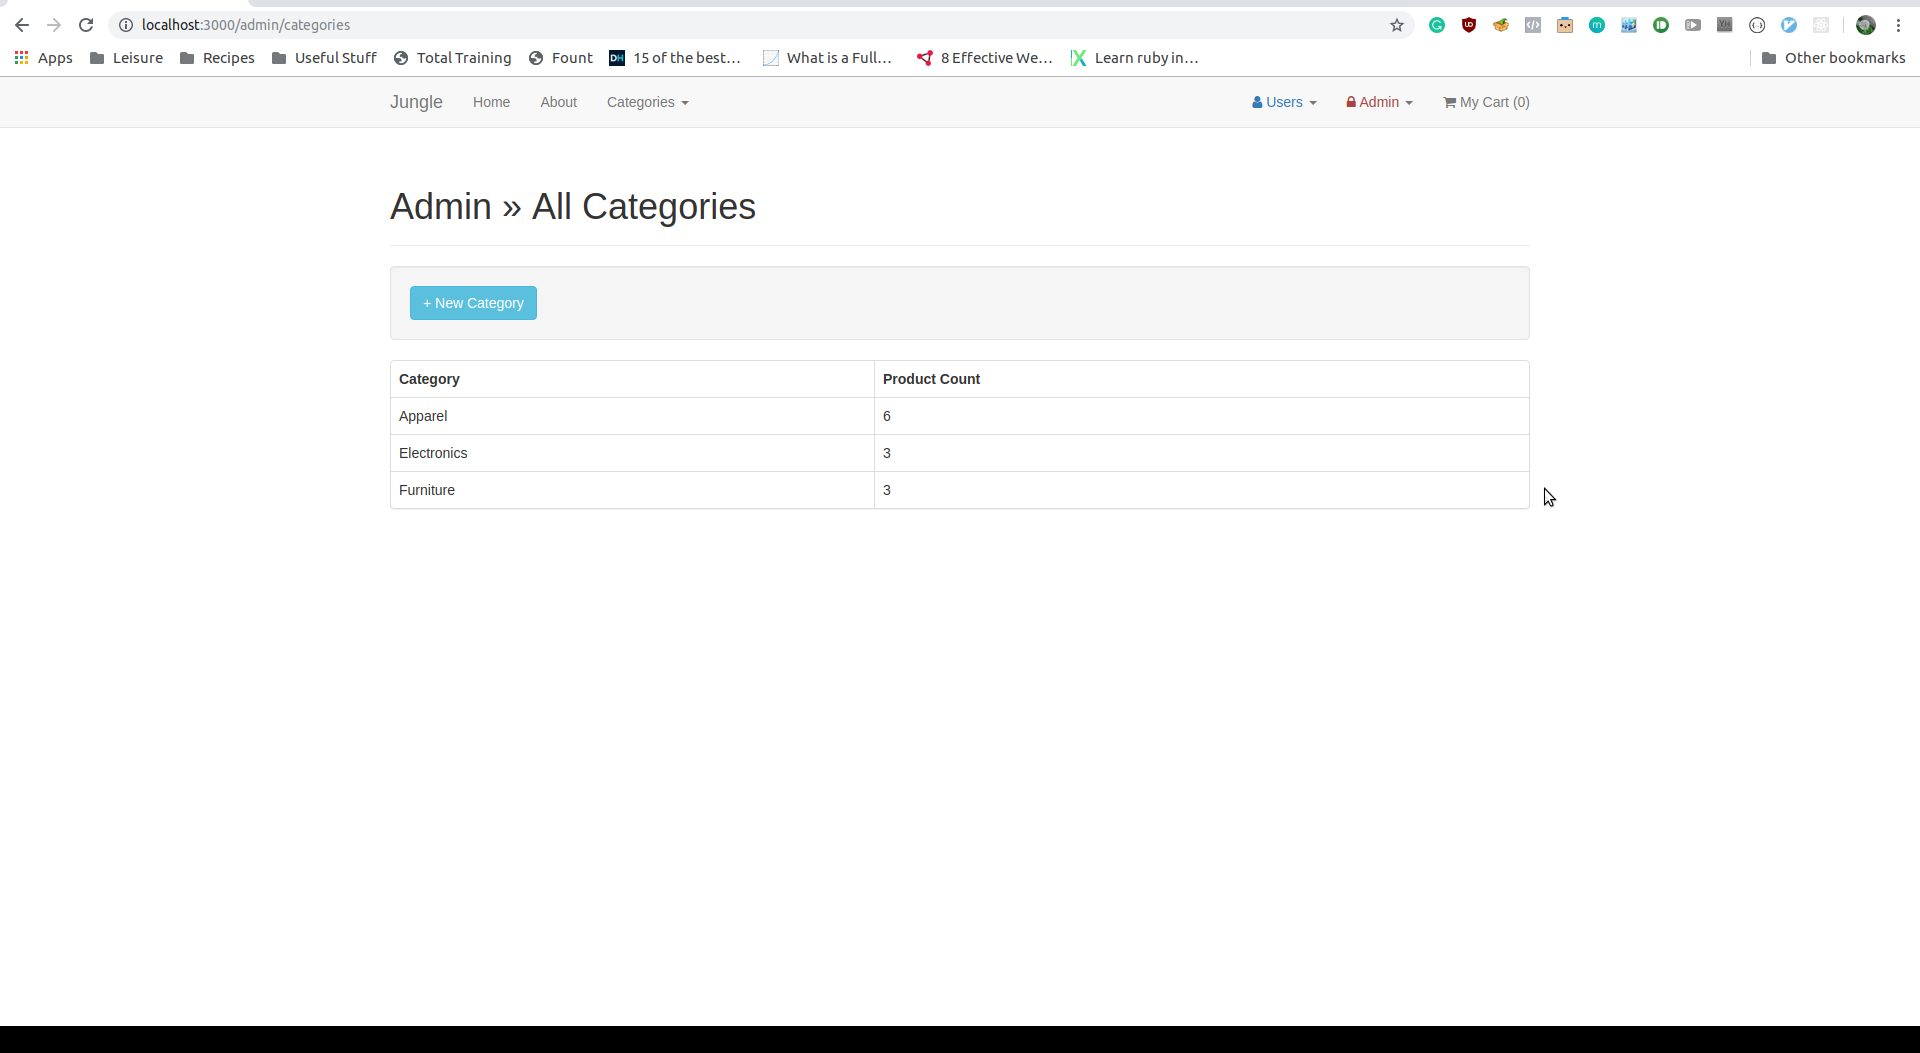 localhost:3000/admin/categories
Apps Leisure Recipes Useful Stuff Total Training Fount DH 15 of the best... What is a Full... 8 Effective We... Learn ruby in... Other bookmarks
Jungle Home About Categories Users Admin My Cart (0)
Admin » All Categories
+ New Category
Category Product Count
Apparel 6
Electronics 3
Furniture 3